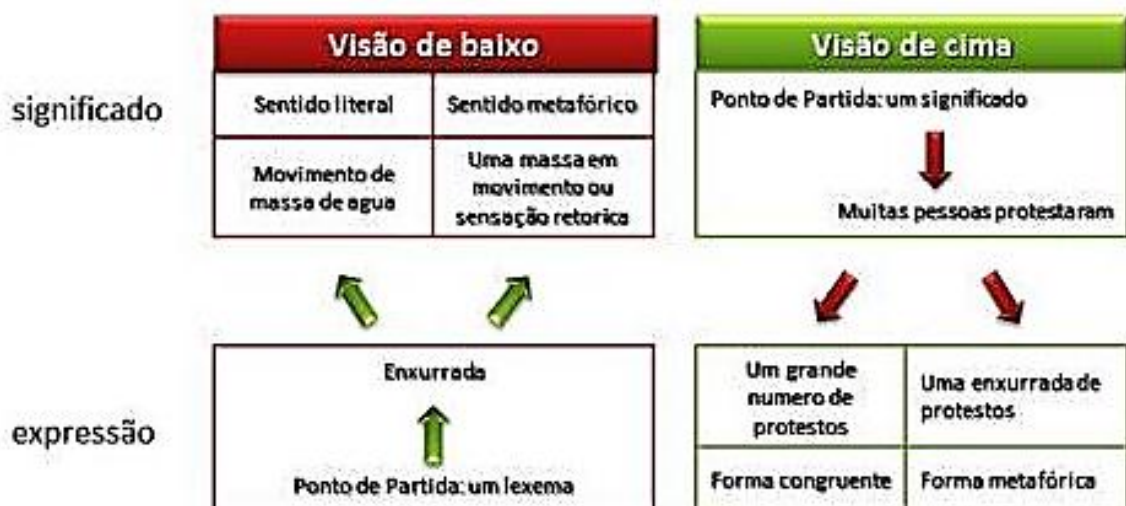 Visão de baixo
Visão de cima
significado
Sentido literal
Sentido metafórico
Movimento de
massa de agua
Uma massa em
movimento ou
sensação retorica
Ponto de Partida: um significado
Muitas pessoas protestaram
expressão
Enxurrada
Ponto de Partida: um lexema
Um grande
numero de
protestos
Uma enxurrada de
protestos
Forma congruente
Forma metafórica